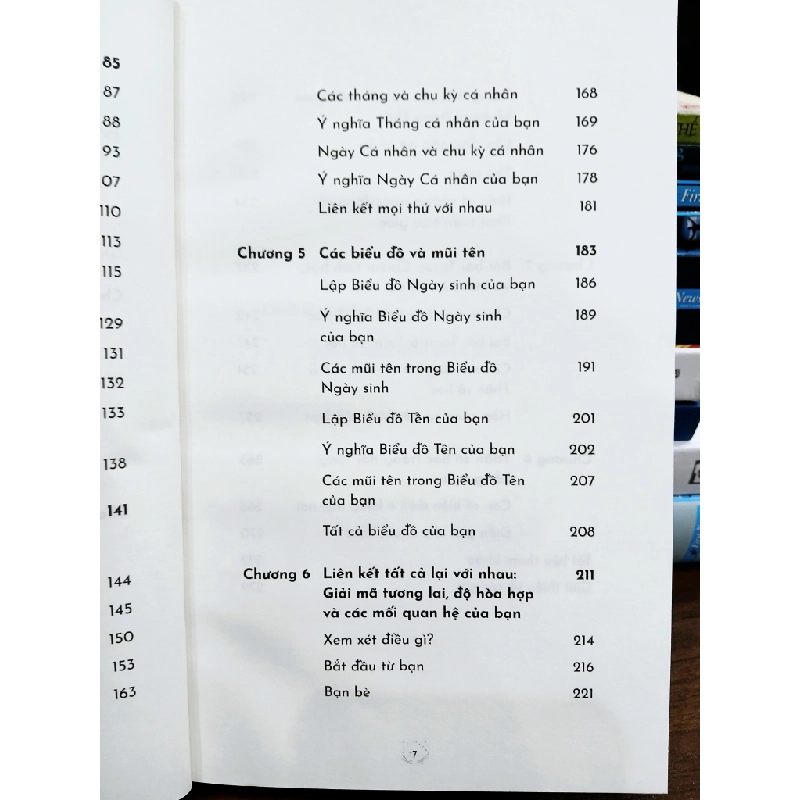 85
87
88
93
07
110
113
115
129
131
132
133
138
141
144
145
150
153
163
Các tháng và chu kỳ cá nhân 168
Ý nghĩa Tháng cá nhân của bạn 169
Ngày Cá nhân và chu kỳ cá nhân 176
Ý nghĩa Ngày Cá nhân của bạn 178
Liên kết mọi thứ với nhau 181
Chương 5 Các biểu đồ và mũi tên 183
Lập Biểu đồ Ngày sinh của bạn 186
Ý nghĩa Biểu đồ Ngày sinh 189
của bạn
Các mũi tên trong Biểu đồ 191
Ngày sinh
Lập Biểu đồ Tên của bạn 201
Ý nghĩa Biểu đồ Tên của bạn 202
Các mũi tên trong Biểu đồ Tên 207
của bạn
Tất cả biểu đồ của bạn 208
Chương 6 Liên kết tất cả lại với nhau: 211
Giải mã tương lai, độ hòa hợp
và các mối quan hệ của bạn
Xem xét điều gì? 214
Bắt đầu từ bạn 216
Bạn bè 221
7